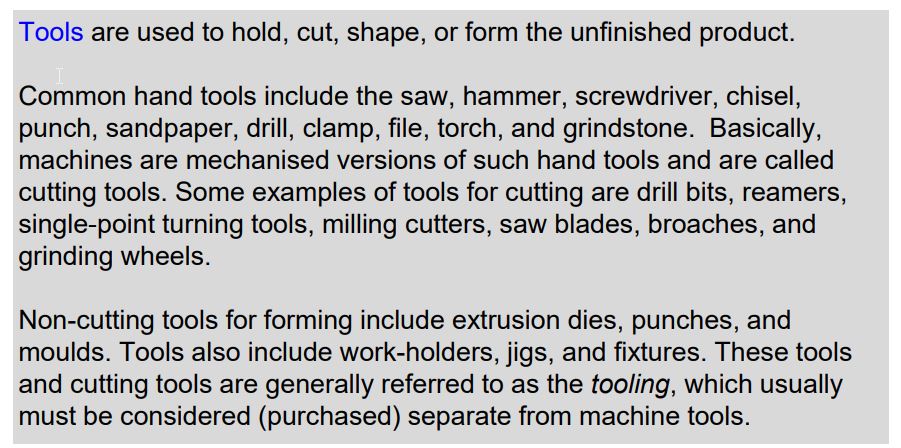 Tools are used to hold, cut, shape, or form the unfinished product.
Common hand tools include the saw, hammer, screwdriver, chisel,
punch, sandpaper, drill, clamp, file, torch, and grindstone.  Basically,
machines are mechanised versions of such hand tools and are called
cutting tools. Some examples of tools for cutting are drill bits, reamers,
single-point turning tools, milling cutters, saw blades, broaches, and
grinding wheels.
Non-cutting tools for forming include extrusion dies, punches, and
moulds. Tools also include work-holders, jigs, and fixtures. These tools
and cutting tools are generally referred to as the tooling, which usually
must be considered (purchased) separate from machine tools.